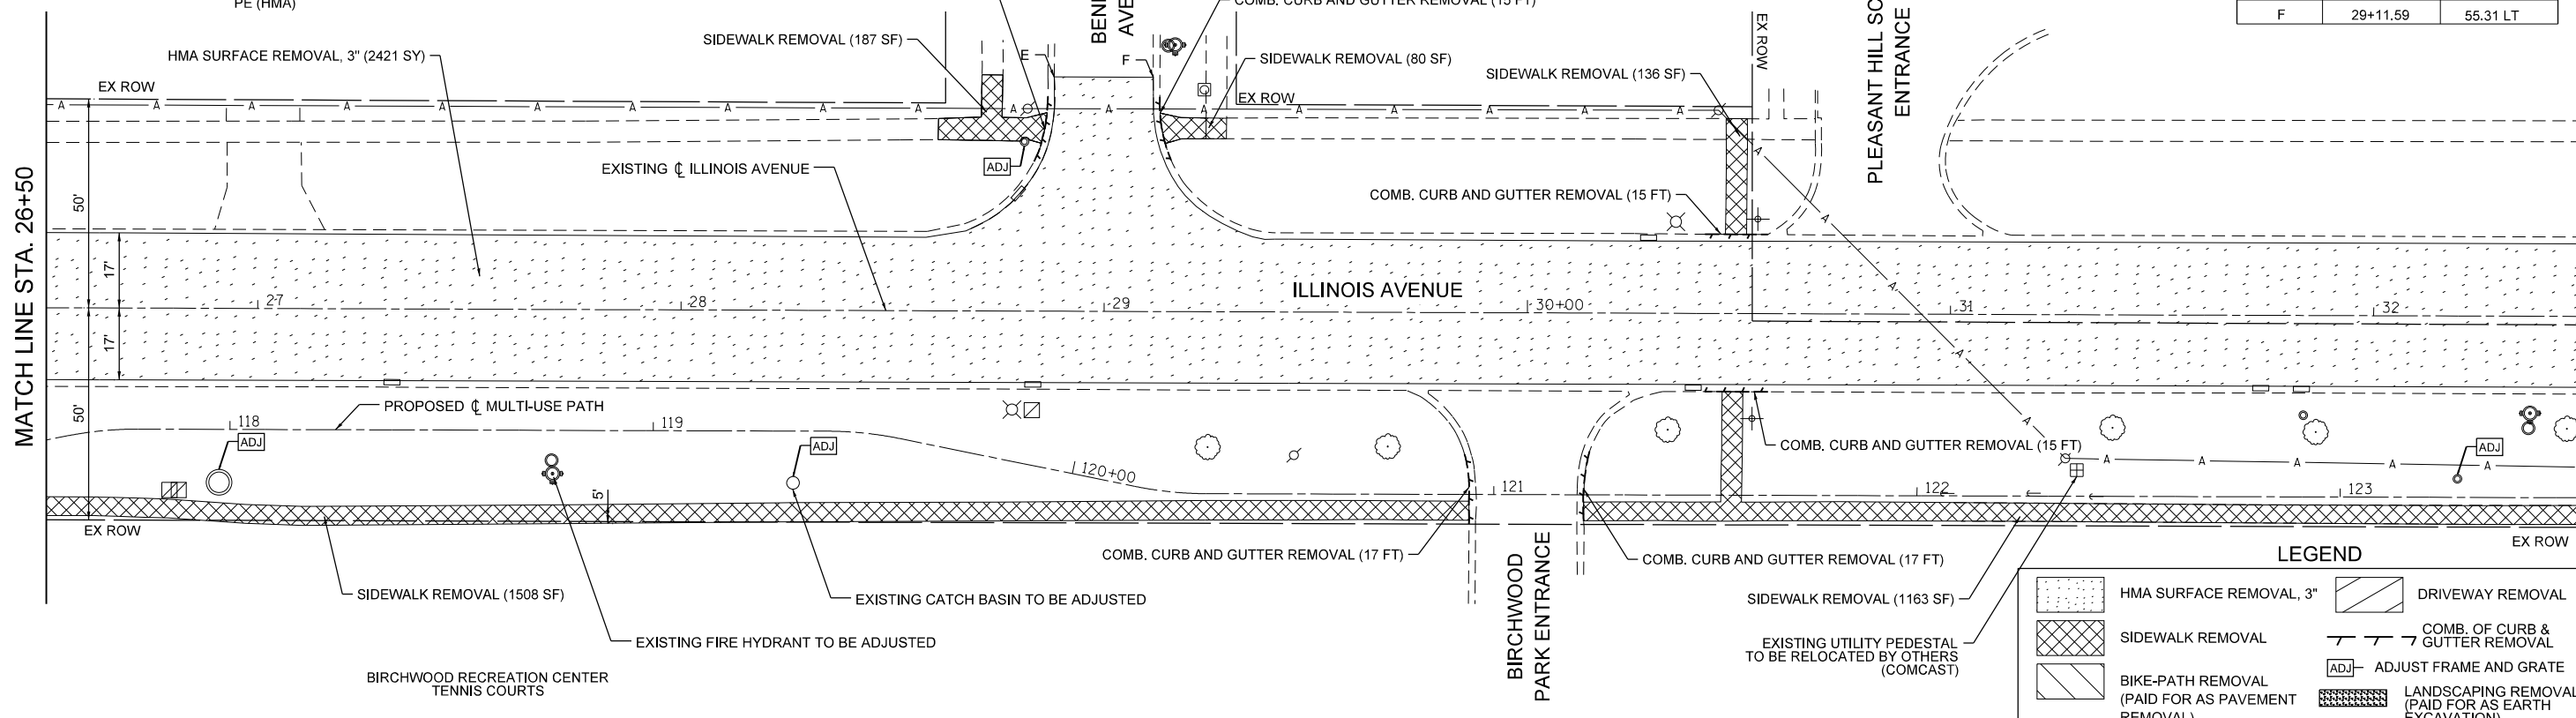 PE (HMA)
COMB. CURB AND GUTTER REMOVAL (15 FT)
F 29+11.59 55.31 LT
SIDEWALK REMOVAL (187 SF)
HMA SURFACE REMOVAL, 3" (2421 SY)
SIDEWALK REMOVAL (80 SF)
SIDEWALK REMOVAL (136 SF)
E
F
EX ROW
EX ROW
EX ROW
ENTRANCE
A A A A A A A A A A A A A A A A A A
ADJ
EXISTING ℄ ILLINOIS AVENUE
COMB. CURB AND GUTTER REMOVAL (15 FT)
MATCH LINE STA. 26+50
50'
17'
17'
50'
27
28
29
30+00
31
32
ILLINOIS AVENUE
PROPOSED ℄ MULTI-USE PATH
118
119
120+00
121
122
123
ADJ
ADJ
ADJ
COMB. CURB AND GUTTER REMOVAL (15 FT)
A A A A A A A A A
5'
EX ROW
EX ROW
COMB. CURB AND GUTTER REMOVAL (17 FT)
COMB. CURB AND GUTTER REMOVAL (17 FT)
SIDEWALK REMOVAL (1508 SF)
EXISTING CATCH BASIN TO BE ADJUSTED
EXISTING FIRE HYDRANT TO BE ADJUSTED
SIDEWALK REMOVAL (1163 SF)
EXISTING UTILITY PEDESTAL
TO BE RELOCATED BY OTHERS
(COMCAST)
BIRCHWOOD
PARK ENTRANCE
BIRCHWOOD RECREATION CENTER
TENNIS COURTS
LEGEND
HMA SURFACE REMOVAL, 3"
DRIVEWAY REMOVAL
SIDEWALK REMOVAL
COMB. OF CURB &
GUTTER REMOVAL
ADJ
ADJUST FRAME AND GRATE
BIKE-PATH REMOVAL
(PAID FOR AS PAVEMENT
REMOVAL)
LANDSCAPING REMOVAL
(PAID FOR AS EARTH
EXCAVATION)
PLEASANT HILL